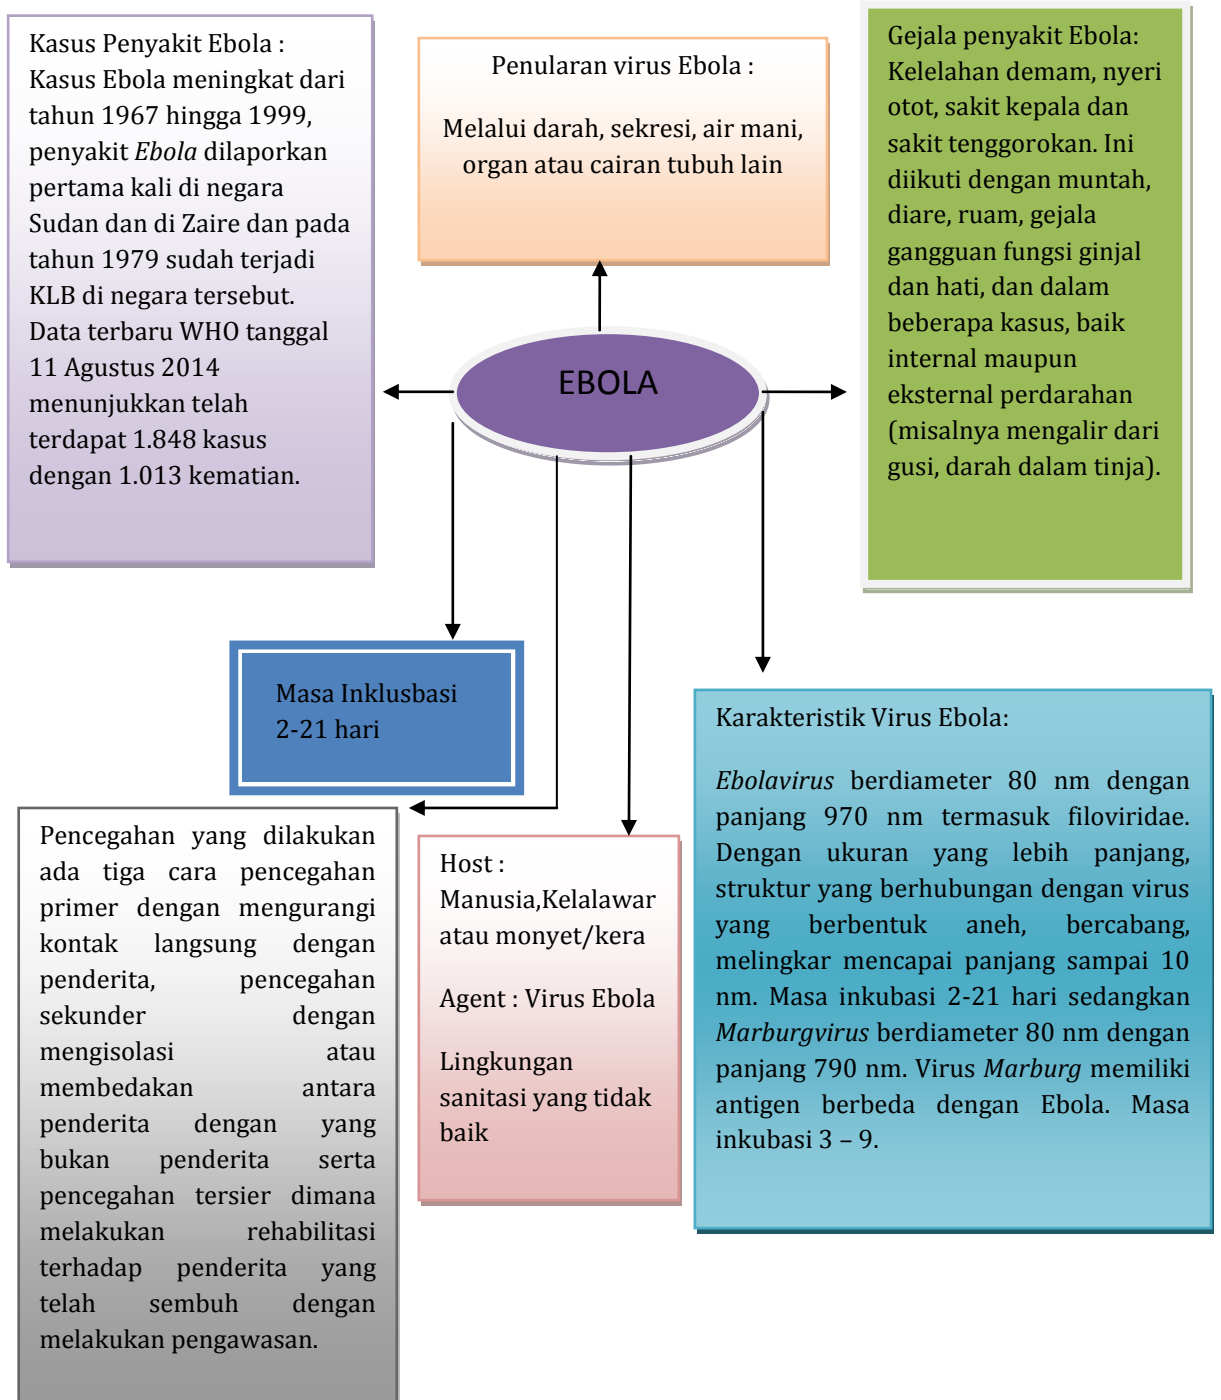 Kasus Penyakit Ebola :
Kasus Ebola meningkat dari
tahun 1967 hingga 1999,
penyakit Ebola dilaporkan
pertama kali di negara
Sudan dan di Zaire dan pada
tahun 1979 sudah terjadi
KLB di negara tersebut.
Data terbaru WHO tanggal
11 Agustus 2014
menunjukkan telah
terdapat 1.848 kasus
dengan 1.013 kematian.
Penularan virus Ebola :
Melalui darah, sekresi, air mani,
organ atau cairan tubuh lain
Gejala penyakit Ebola:
Kelelahan demam, nyeri
otot, sakit kepala dan
sakit tenggorokan. Ini
diikuti dengan muntah,
diare, ruam, gejala
gangguan fungsi ginjal
dan hati, dan dalam
beberapa kasus, baik
internal maupun
eksternal perdarahan
(misalnya mengalir dari
gusi, darah dalam tinja).
EBOLA
Masa Inklusbasi
2-21 hari
Pencegahan yang dilakukan
ada tiga cara pencegahan
primer dengan mengurangi
kontak langsung dengan
penderita, pencegahan
sekunder dengan
mengisolasi atau
membedakan antara
penderita dengan yang
bukan penderita serta
pencegahan tersier dimana
melakukan rehabilitasi
terhadap penderita yang
telah sembuh dengan
melakukan pengawasan.
Host :
Manusia,Kelalawar
atau monyet/kera
Agent : Virus Ebola
Lingkungan
sanitasi yang tidak
baik
Karakteristik Virus Ebola:
Ebolavirus berdiameter 80 nm dengan
panjang 970 nm termasuk filoviridae.
Dengan ukuran yang lebih panjang,
struktur yang berhubungan dengan virus
yang berbentuk aneh, bercabang,
melingkar mencapai panjang sampai 10
nm. Masa inkubasi 2-21 hari sedangkan
Marburgvirus berdiameter 80 nm dengan
panjang 790 nm. Virus Marburg memiliki
antigen berbeda dengan Ebola. Masa
inkubasi 3 – 9.